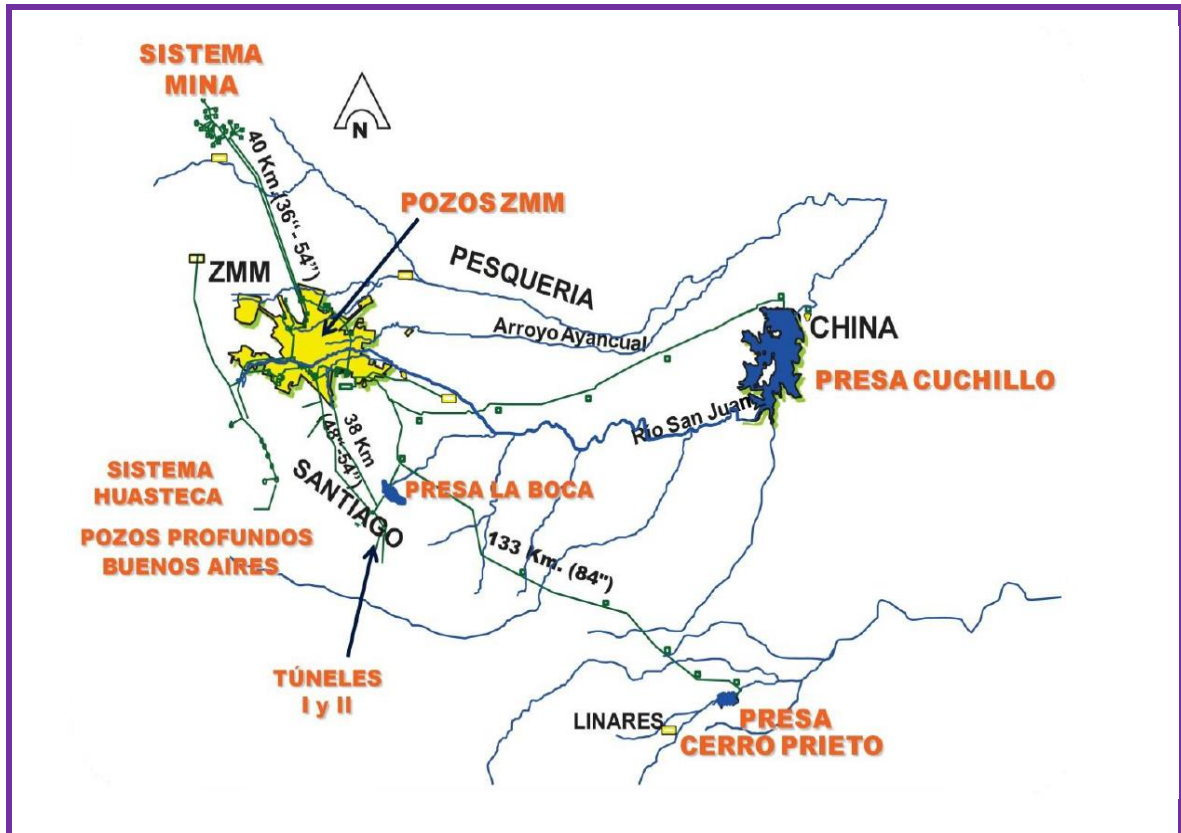 SISTEMA
MINA
N
40 Km.(36“ - 54”)
POZOS ZMM
ZMM
PESQUERIA
Arroyo Ayancual
CHINA
PRESA CUCHILLO
Río San Juan
38 Km
(48"-54")
SANTIAGO
SISTEMA
HUASTECA
PRESA LA BOCA
POZOS PROFUNDOS
BUENOS AIRES
133 Km. (84")
TÚNELES
I y II
LINARES
PRESA
CERRO PRIETO